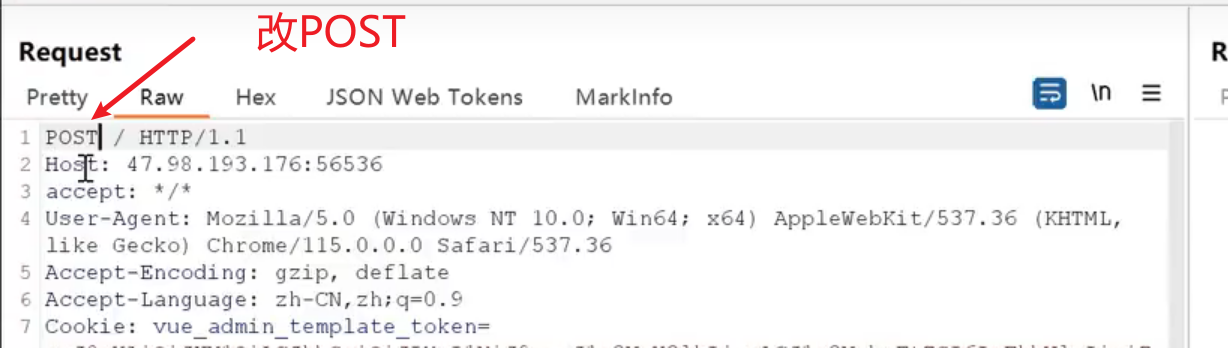 改POST
Request
R
Pretty Raw Hex JSON Web Tokens MarkInfo \n
1 POST / HTTP/1.1
2 Host: 47.98.193.176:56536
3 accept: */*
4 User-Agent: Mozilla/5.0 (Windows NT 10.0; Win64; x64) AppleWebKit/537.36 (KHTML,
like Gecko) Chrome/115.0.0.0 Safari/537.36
5 Accept-Encoding: gzip, deflate
6 Accept-Language: zh-CN,zh;q=0.9
7 Cookie: vue_admin_template_token=